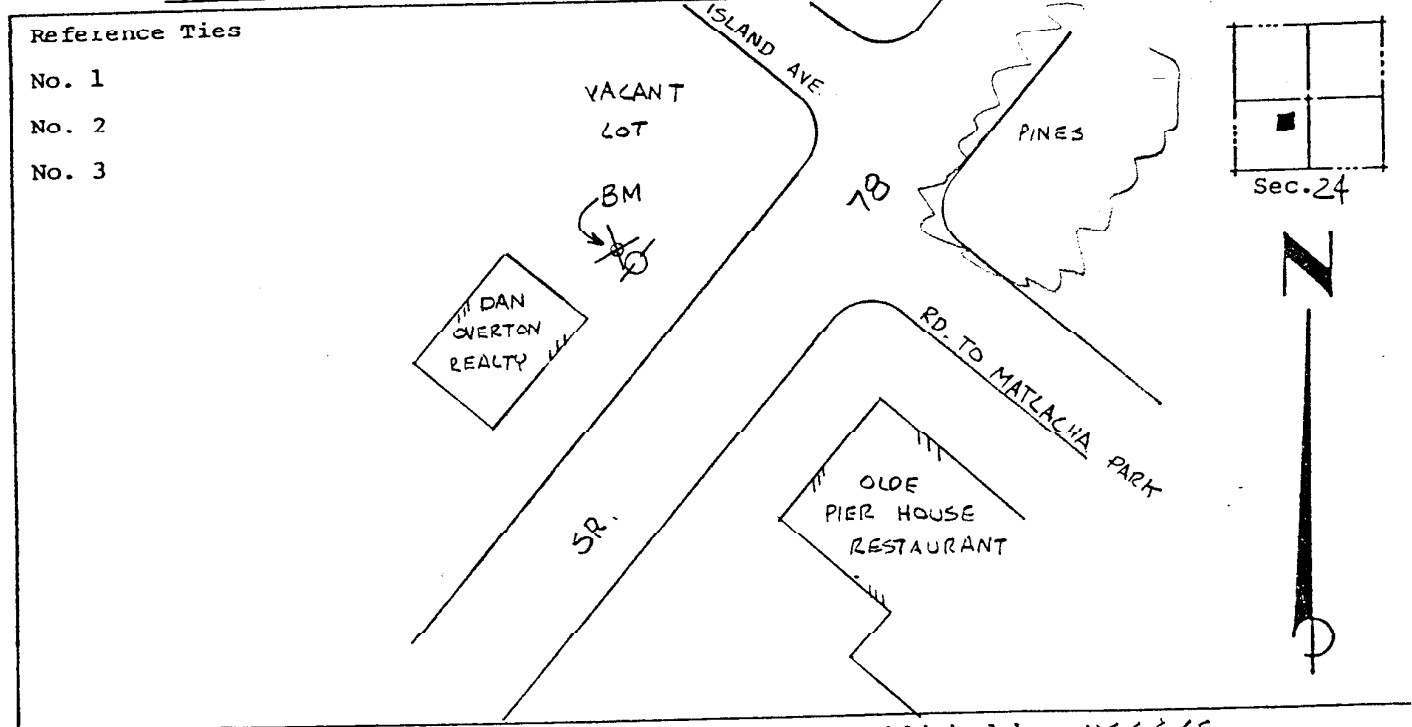 Reference Ties
No. 1
No. 2
No. 3
ISLAND AVE.
VACANT
LOT
BM
PINES
78
Sec.24
N
DAN
OVERTON
REALTY
RD. TO MATLACHA PARK
OLDE
PIER HOUSE
RESTAURANT
SR.